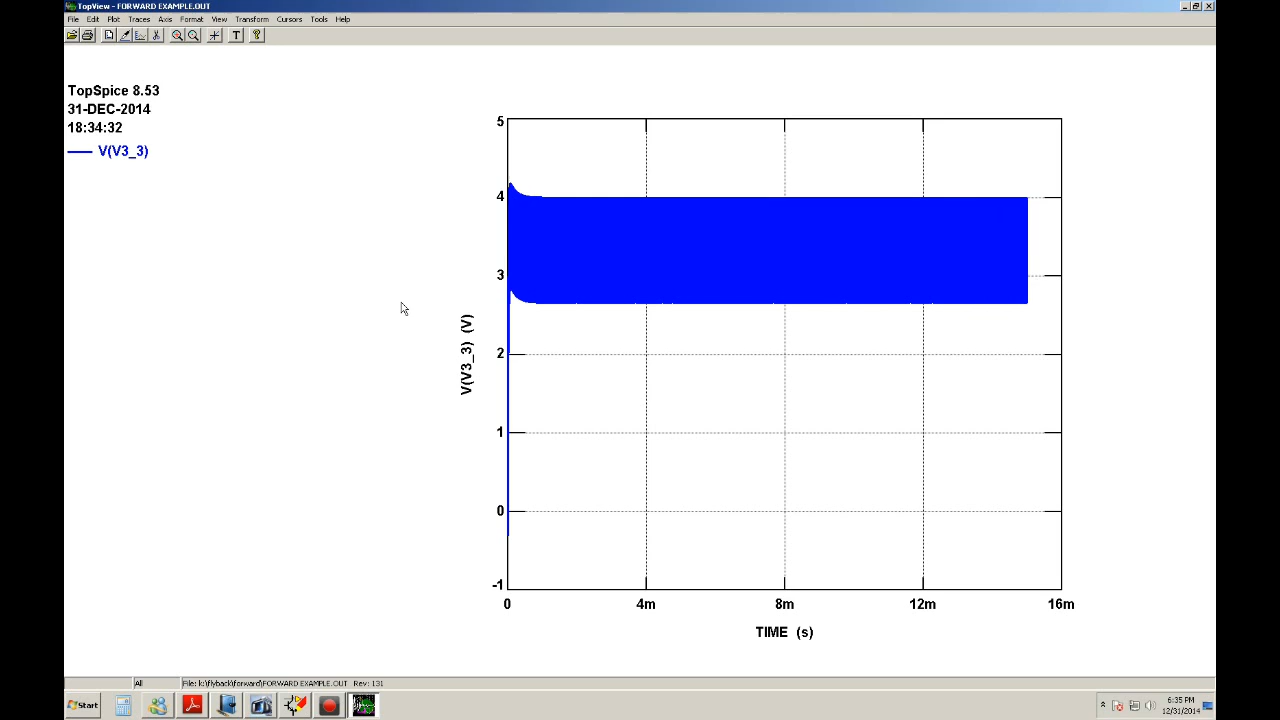 TopView - FORWARD EXAMPLE.OUT
File Edit Plot Traces Axis Format View Transform Cursors Tools Help
T ?
TopSpice 8.53
31-DEC-2014
18:34:32
V(V3_3)
5
4
3
2
1
0
-1
V(V3_3) (V)
0 4m 8m 12m 16m
TIME (s)
All File: k:\flyback\forward\FORWARD EXAMPLE.OUT Rev: 131
Start
6:35 PM
12/31/2014